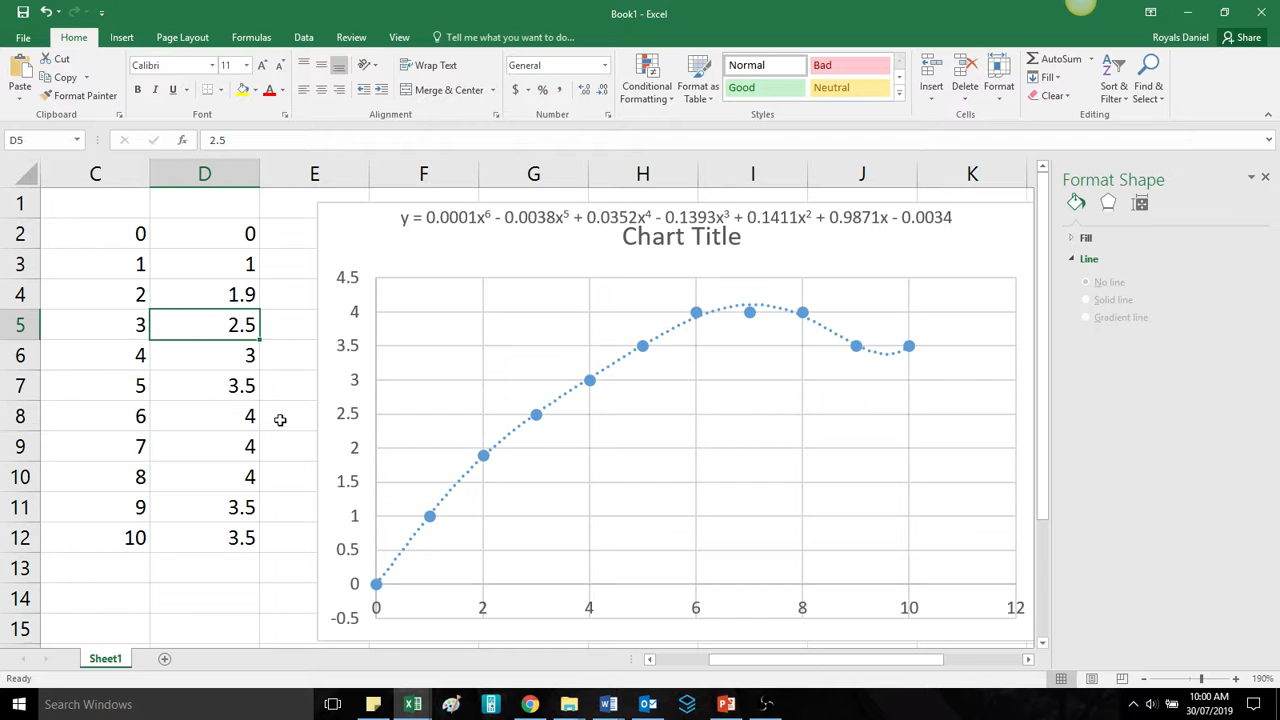 Book1 - Excel
File Home Insert Page Layout Formulas Data Review View Tell me what you want to do... Royals Daniel Share
Cut
Copy
Format Painter
Paste
Clipboard
Calibri 11 A A
B I U A
Font
Wrap Text
Merge & Center
Alignment
General
$ % ,
Number
Conditional Formatting
Format as Table
Normal Bad
Good Neutral
Styles
Insert Delete Format
Cells
AutoSum
Fill
Clear
Sort & Filter
Find & Select
Editing
D5 fx 2.5
C D E F G H I J K
1
2 0 0
3 1 1
4 2 1.9
5 3 2.5
6 4 3
7 5 3.5
8 6 4
9 7 4
10 8 4
11 9 3.5
12 10 3.5
13
14
15
y = 0.0001x⁶ - 0.0038x⁵ + 0.0352x⁴ - 0.1393x³ + 0.1411x² + 0.9871x - 0.0034
Chart Title
4.5
4
3.5
3
2.5
2
1.5
1
0.5
0
-0.5
0 2 4 6 8 10 12
Format Shape
Fill
Line
No line
Solid line
Gradient line
Sheet1
Ready 190%
Search Windows
10:00 AM
30/07/2019